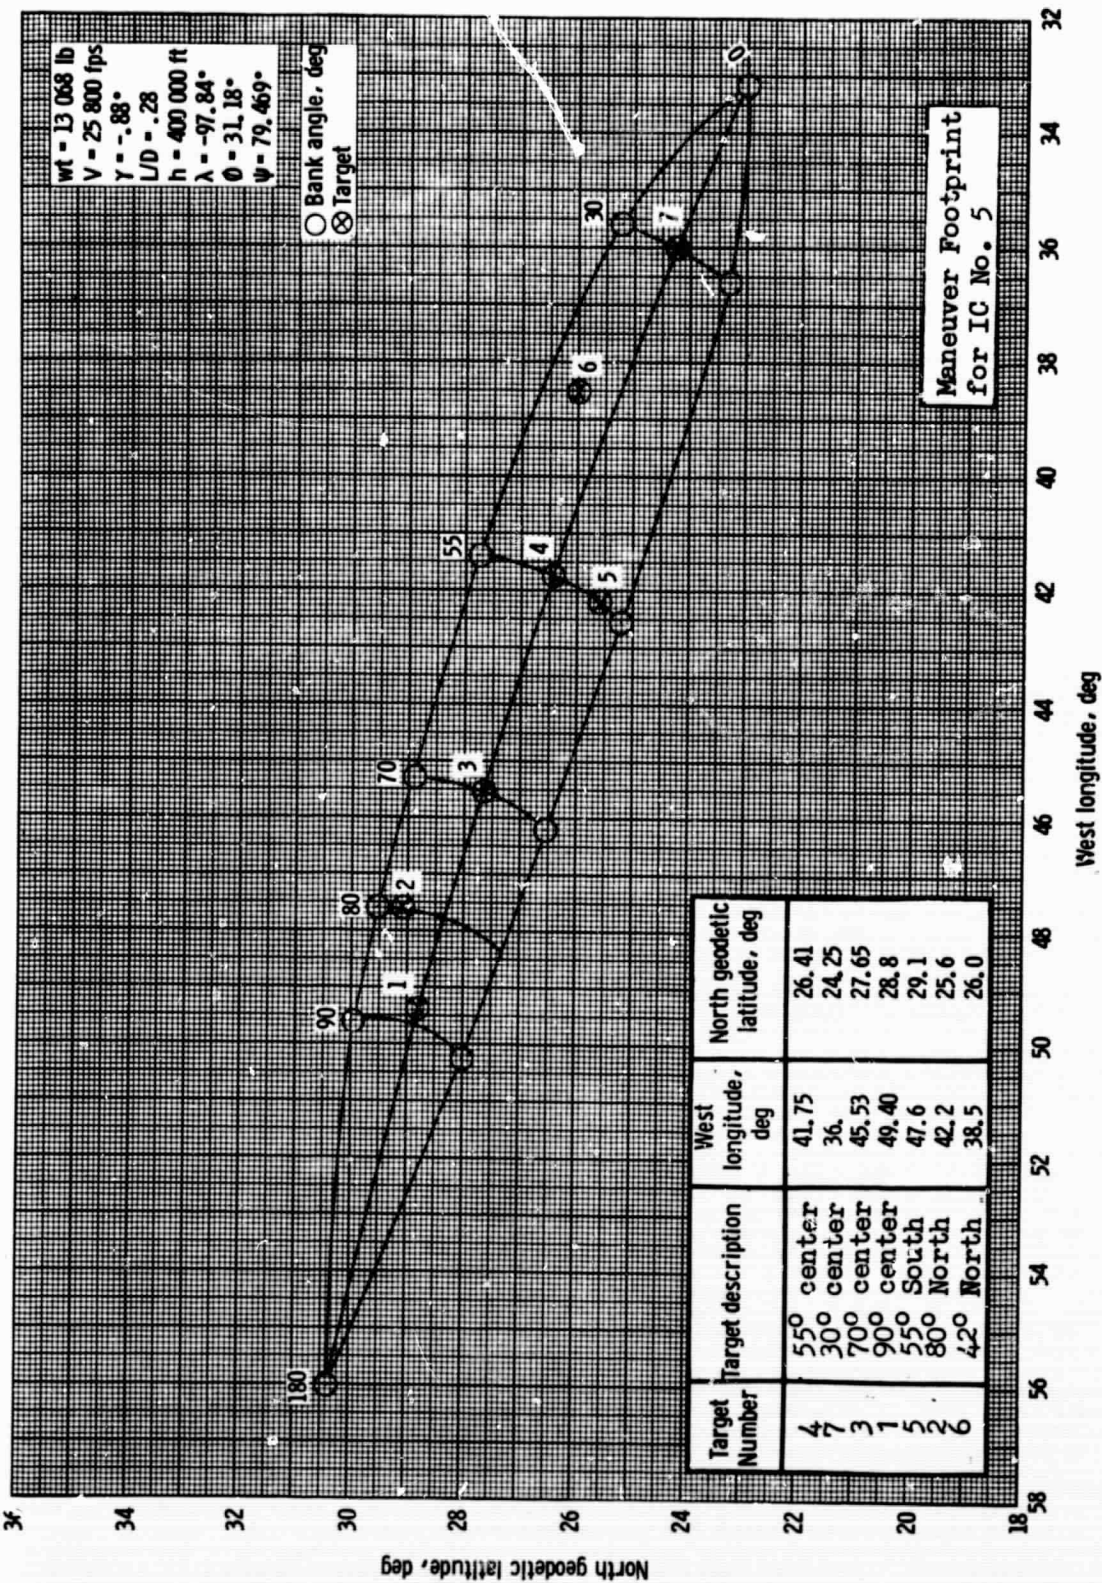 wt = 13 068 lb
V = 25 800 fps
γ = -.88°
L/D = .28
h = 400 000 ft
λ = -97.84°
Φ = 31.18°
Ψ = 79.469°
Bank angle, deg
Target
180
90
80
70
55
30
0
1
2
3
4
5
6
7
Maneuver Footprint
for IC No. 5
Target Number | Target description | West longitude, deg | North geodetic latitude, deg
4 | 55° center | 41.75 | 26.41
7 | 30° center | 36. | 24.25
3 | 70° center | 45.53 | 27.65
1 | 90° center | 49.40 | 28.8
5 | 55° South | 47.6 | 29.1
2 | 80° North | 42.2 | 25.6
6 | 42° North | 38.5 | 26.0
36
34
32
30
28
26
24
22
20
18
North geodetic latitude, deg
58 56 54 52 50 48 46 44 42 40 38 36 34 32
West longitude, deg